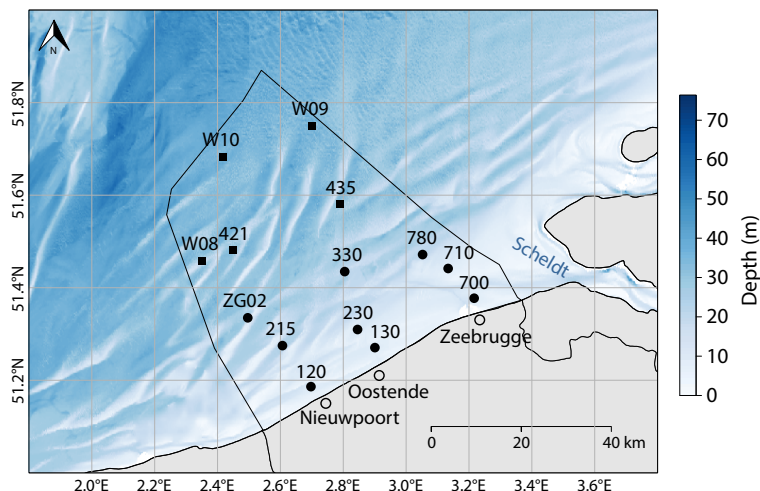 N
51.8°N
51.6°N
51.4°N
51.2°N
W09
W10
435
W08
421
780
710
330
700
ZG02
230
215
130
120
Scheldt
Zeebrugge
Oostende
Nieuwpoort
0 20 40 km
2.0°E 2.2°E 2.4°E 2.6°E 2.8°E 3.0°E 3.2°E 3.4°E 3.6°E
70
60
50
40
30
20
10
0
Depth (m)